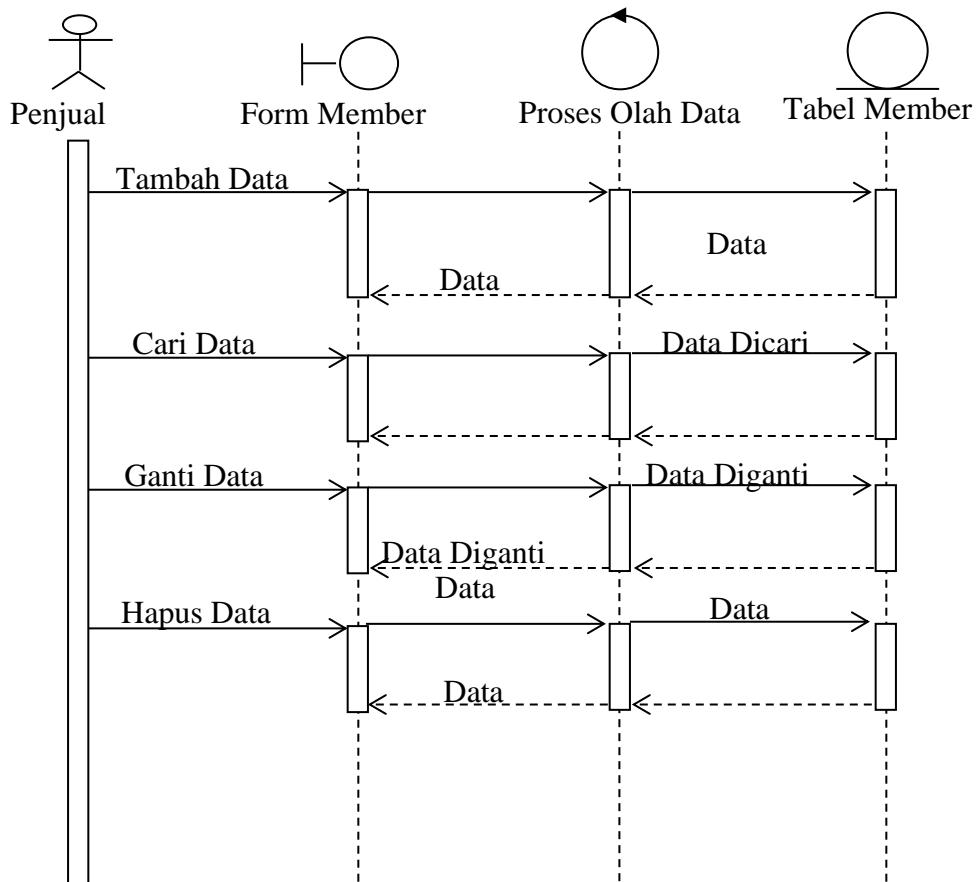 Penjual
Form Member
Proses Olah Data
Tabel Member
Tambah Data
Data
Data
Cari Data
Data Dicari
Ganti Data
Data Diganti
Data Diganti
Data
Hapus Data
Data
Data